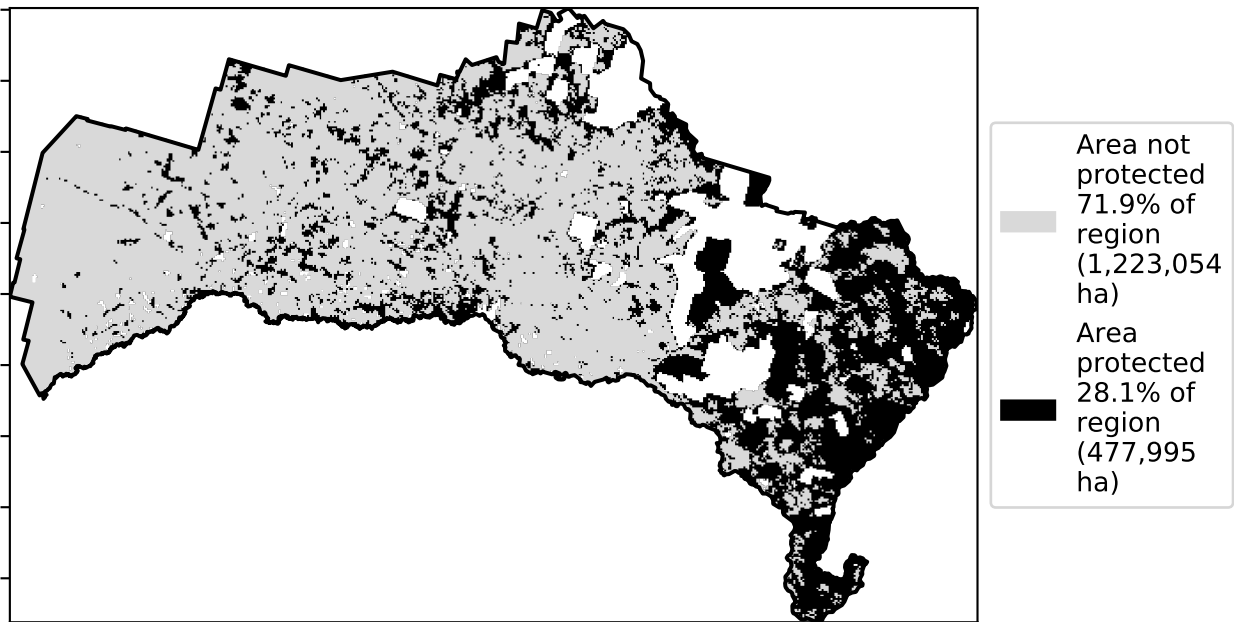 Area not
protected
71.9% of
region
(1,223,054
ha)
Area
protected
28.1% of
region
(477,995
ha)